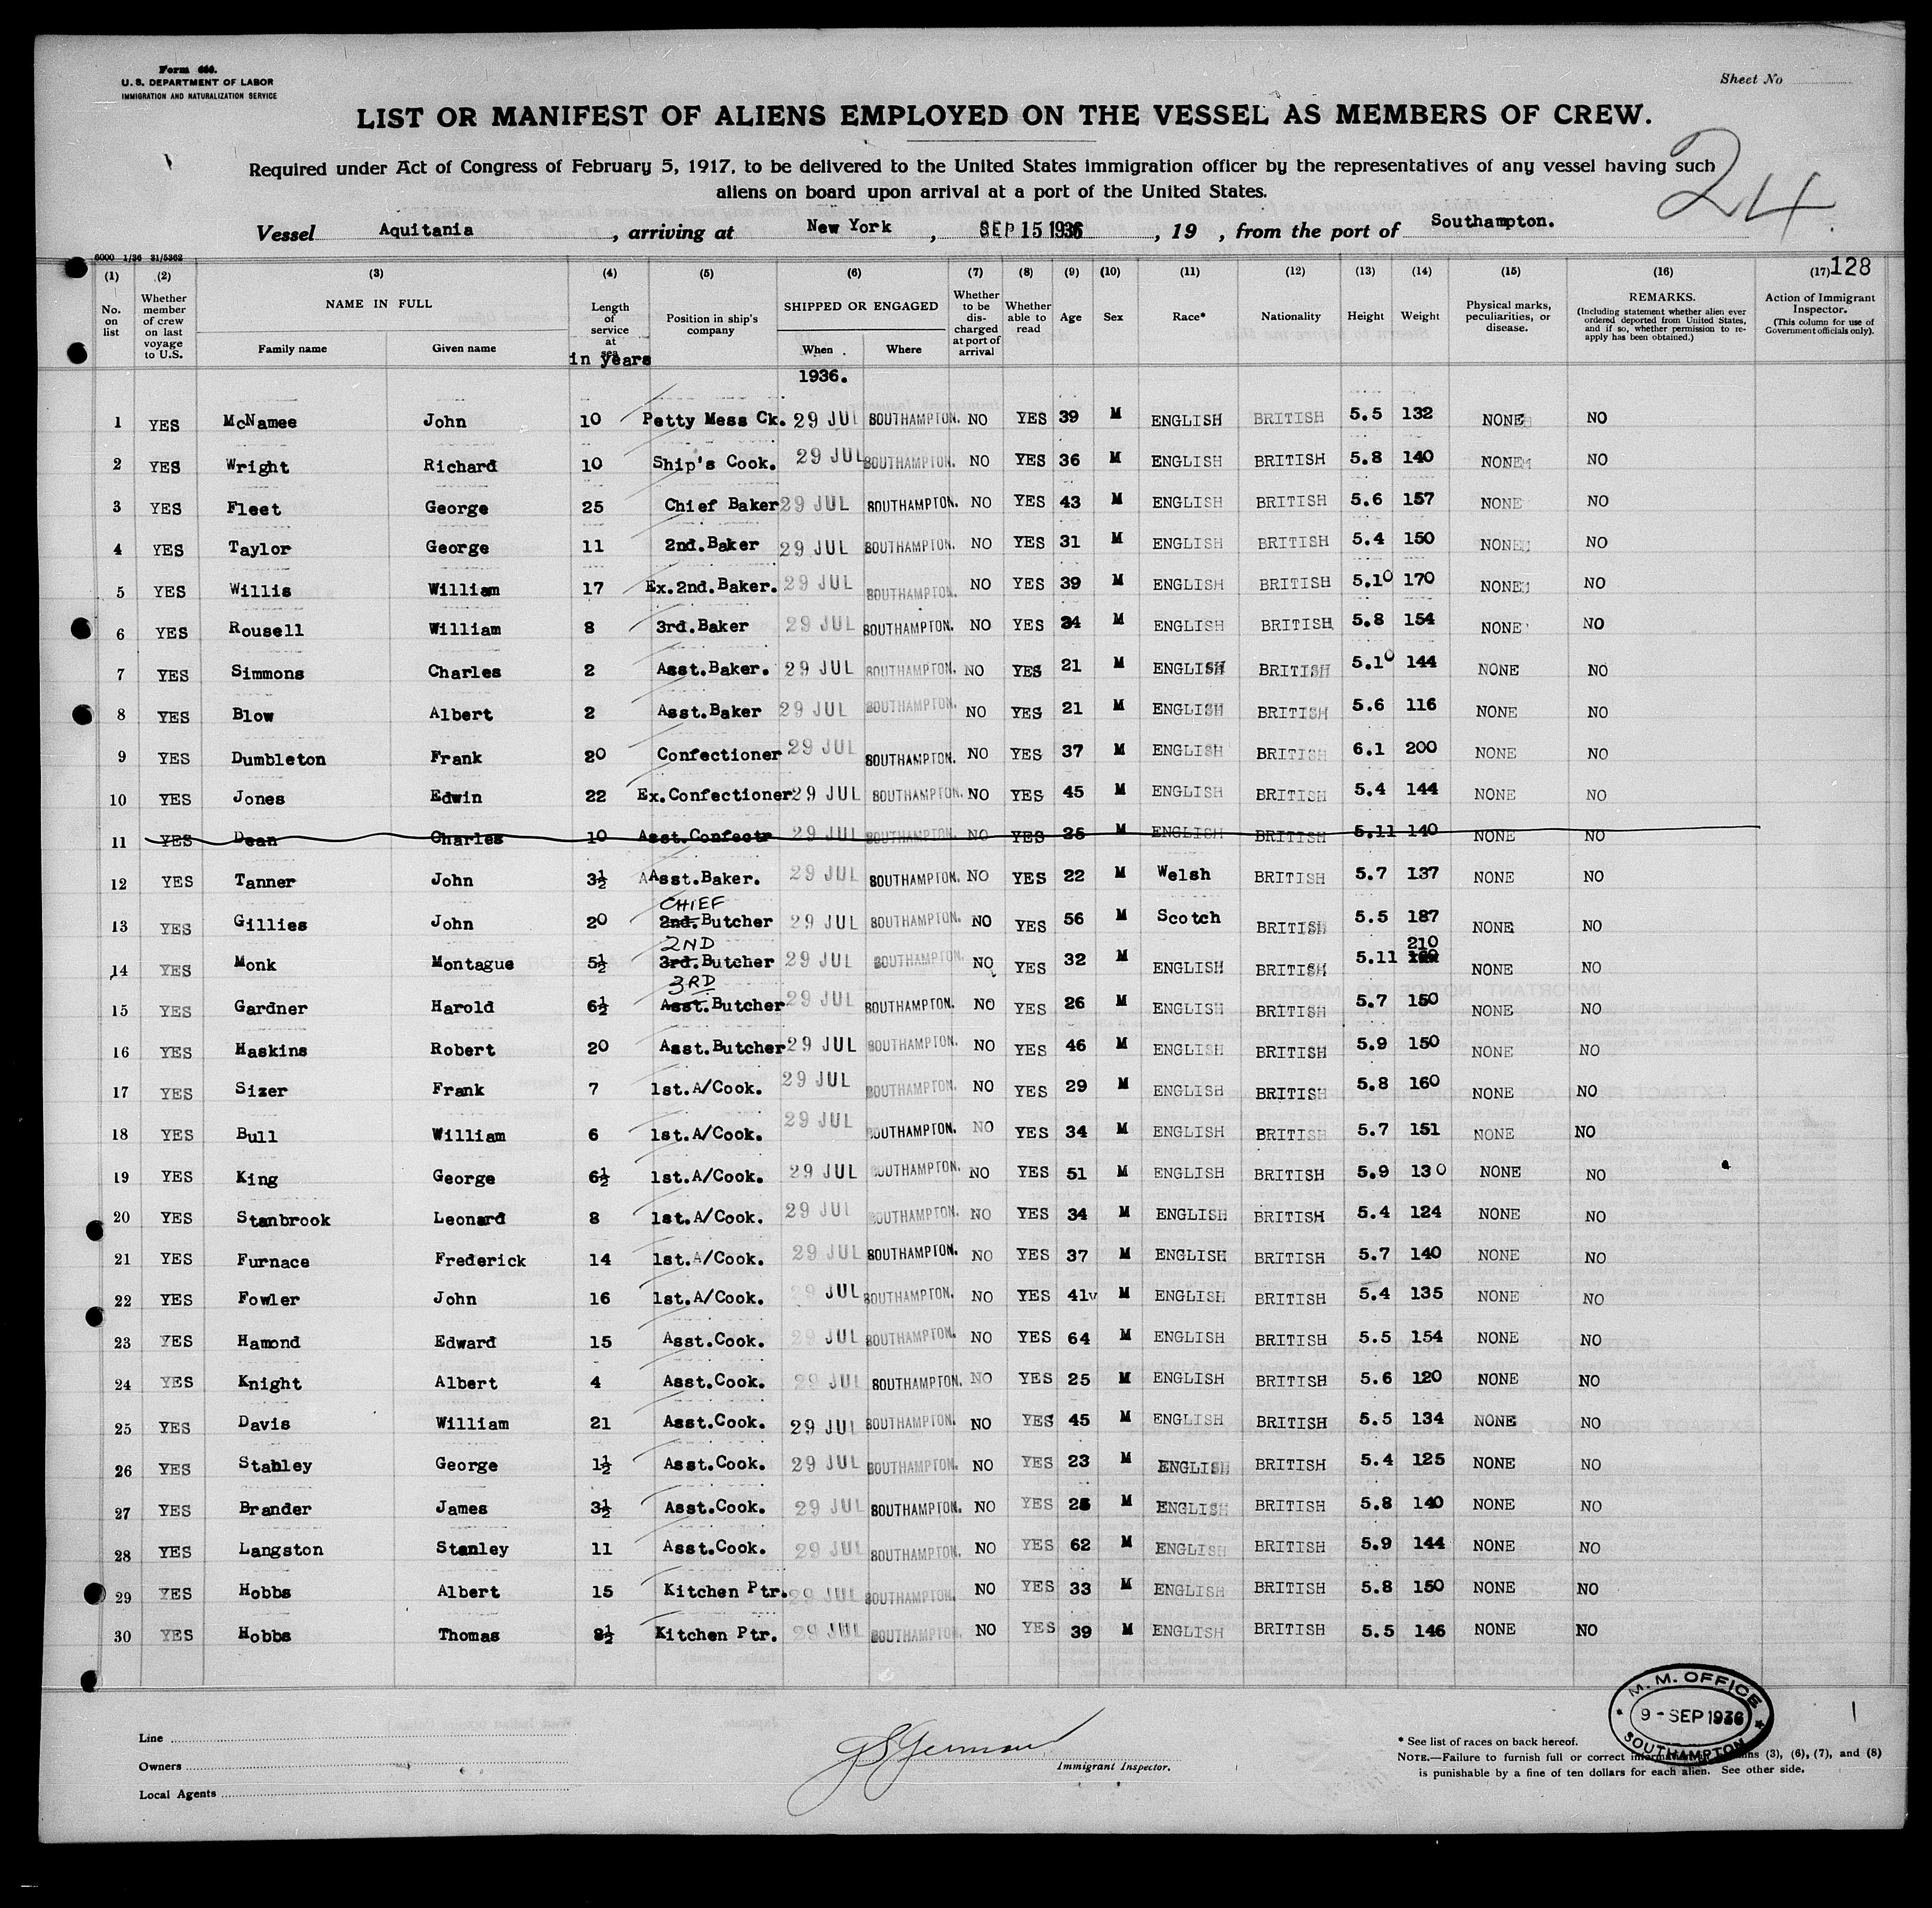 Form 680.
U. S. DEPARTMENT OF LABOR
IMMIGRATION AND NATURALIZATION SERVICE
Sheet No
LIST OR MANIFEST OF ALIENS EMPLOYED ON THE VESSEL AS MEMBERS OF CREW.
24
Required under Act of Congress of February 5, 1917, to be delivered to the United States immigration officer by the representatives of any vessel having such
aliens on board upon arrival at a port of the United States.
Vessel Aquitania, arriving at New York, SEP 15 1936, 19 , from the port of Southampton.
6000 1/36 31/5362
128
(1) (2) (3) (4) (5) (6) (7) (8) (9) (10) (11) (12) (13) (14) (15) (16) (17)
No. on list
Whether member of crew on last voyage to U.S.
NAME IN FULL
Family name Given name
Length of service at sea in years
Position in ship's company
SHIPPED OR ENGAGED
When Where
Whether to be discharged at port of arrival
Whether able to read
Age
Sex
Race*
Nationality
Height
Weight
Physical marks, peculiarities, or disease.
REMARKS.
(Including statement whether alien ever ordered deported from United States, and if so, whether permission to reapply has been obtained.)
Action of Immigrant Inspector.
(This column for use of Government officials only).
1936.
1 YES McNamee John 10 Petty Mess Ck. 29 JUL SOUTHAMPTON. NO YES 39 M ENGLISH BRITISH 5.5 132 NONE NO
2 YES Wright Richard 10 Ship's Cook. 29 JUL SOUTHAMPTON. NO YES 36 M ENGLISH BRITISH 5.8 140 NONE NO
3 YES Fleet George 25 Chief Baker 29 JUL SOUTHAMPTON. NO YES 43 M ENGLISH BRITISH 5.6 157 NONE NO
4 YES Taylor George 11 2nd.Baker 29 JUL SOUTHAMPTON. NO YES 31 M ENGLISH BRITISH 5.4 150 NONE NO
5 YES Willis William 17 Ex.2nd.Baker. 29 JUL SOUTHAMPTON. NO YES 39 M ENGLISH BRITISH 5.10 170 NONE NO
6 YES Rousell William 8 3rd.Baker 29 JUL SOUTHAMPTON. NO YES 34 M ENGLISH BRITISH 5.8 154 NONE NO
7 YES Simmons Charles 2 Asst.Baker. 29 JUL SOUTHAMPTON. NO YES 21 M ENGLISH BRITISH 5.10 144 NONE NO
8 YES Blow Albert 2 Asst.Baker 29 JUL SOUTHAMPTON. NO YES 21 M ENGLISH BRITISH 5.6 116 NONE NO
9 YES Dumbleton Frank 20 Confectioner 29 JUL SOUTHAMPTON. NO YES 37 M ENGLISH BRITISH 6.1 200 NONE NO
10 YES Jones Edwin 22 Ex.Confectioner 29 JUL SOUTHAMPTON. NO YES 45 M ENGLISH BRITISH 5.4 144 NONE NO
11 YES Dean Charles 10 Asst.Confectr 29 JUL SOUTHAMPTON. NO YES 25 M ENGLISH BRITISH 5.11 140 NONE NO
12 YES Tanner John 3½ AAsst.Baker. 29 JUL SOUTHAMPTON. NO YES 22 M Welsh BRITISH 5.7 137 NONE NO
CHIEF
13 YES Gillies John 20 2nd.Butcher 29 JUL SOUTHAMPTON. NO YES 56 M Scotch BRITISH 5.5 187 NONE NO
2ND 210
14 YES Monk Montague 5½ 3rd.Butcher 29 JUL SOUTHAMPTON. NO YES 32 M ENGLISH BRITISH 5.11 NONE NO
3RD
15 YES Gardner Harold 6½ Asst.Butcher 29 JUL SOUTHAMPTON. NO YES 26 M ENGLISH BRITISH 5.7 150 NONE NO
16 YES Haskins Robert 20 Asst.Butcher 29 JUL SOUTHAMPTON. NO YES 46 M ENGLISH BRITISH 5.9 150 NONE NO
17 YES Sizer Frank 7 1st.A/Cook. 29 JUL SOUTHAMPTON. NO YES 29 M ENGLISH BRITISH 5.8 160 NONE NO
18 YES Bull William 6 1st.A/Cook. 29 JUL SOUTHAMPTON. NO YES 34 M ENGLISH BRITISH 5.7 151 NONE NO
19 YES King George 6½ 1st.A/Cook. 29 JUL SOUTHAMPTON. NO YES 51 M ENGLISH BRITISH 5.9 130 NONE NO
20 YES Stanbrook Leonard 8 1st.A/Cook. 29 JUL SOUTHAMPTON. NO YES 34 M ENGLISH BRITISH 5.4 124 NONE NO
21 YES Furnace Frederick 14 1st.A/Cook. 29 JUL SOUTHAMPTON. NO YES 37 M ENGLISH BRITISH 5.7 140 NONE NO
22 YES Fowler John 16 1st.A/Cook. 29 JUL SOUTHAMPTON. NO YES 41v M ENGLISH BRITISH 5.4 135 NONE NO
23 YES Hamond Edward 15 Asst.Cook. 29 JUL SOUTHAMPTON. NO YES 64 M ENGLISH BRITISH 5.5 154 NONE NO
24 YES Knight Albert 4 Asst.Cook. 29 JUL SOUTHAMPTON. NO YES 25 M ENGLISH BRITISH 5.6 120 NONE NO
25 YES Davis William 21 Asst.Cook. 29 JUL SOUTHAMPTON. NO YES 45 M ENGLISH BRITISH 5.5 134 NONE NO
26 YES Stabley George 1½ Asst.Cook. 29 JUL SOUTHAMPTON. NO YES 23 M ENGLISH BRITISH 5.4 125 NONE NO
27 YES Brander James 3½ Asst.Cook. 29 JUL SOUTHAMPTON. NO YES 25 M ENGLISH BRITISH 5.8 140 NONE NO
28 YES Langston Stanley 11 Asst.Cook. 29 JUL SOUTHAMPTON. NO YES 62 M ENGLISH BRITISH 5.9 144 NONE NO
29 YES Hobbs Albert 15 Kitchen Ptr. 29 JUL SOUTHAMPTON. NO YES 33 M ENGLISH BRITISH 5.8 150 NONE NO
30 YES Hobbs Thomas 8½ Kitchen Ptr. 29 JUL SOUTHAMPTON. NO YES 39 M ENGLISH BRITISH 5.5 146 NONE NO
M. M. OFFICE
9 - SEP 1936
SOUTHAMPTON
Line
Owners
Local Agents
Immigrant Inspector.
* See list of races on back hereof.
NOTE.—Failure to furnish full or correct information (3), (6), (7), and (8)
is punishable by a fine of ten dollars for each alien. See other side.